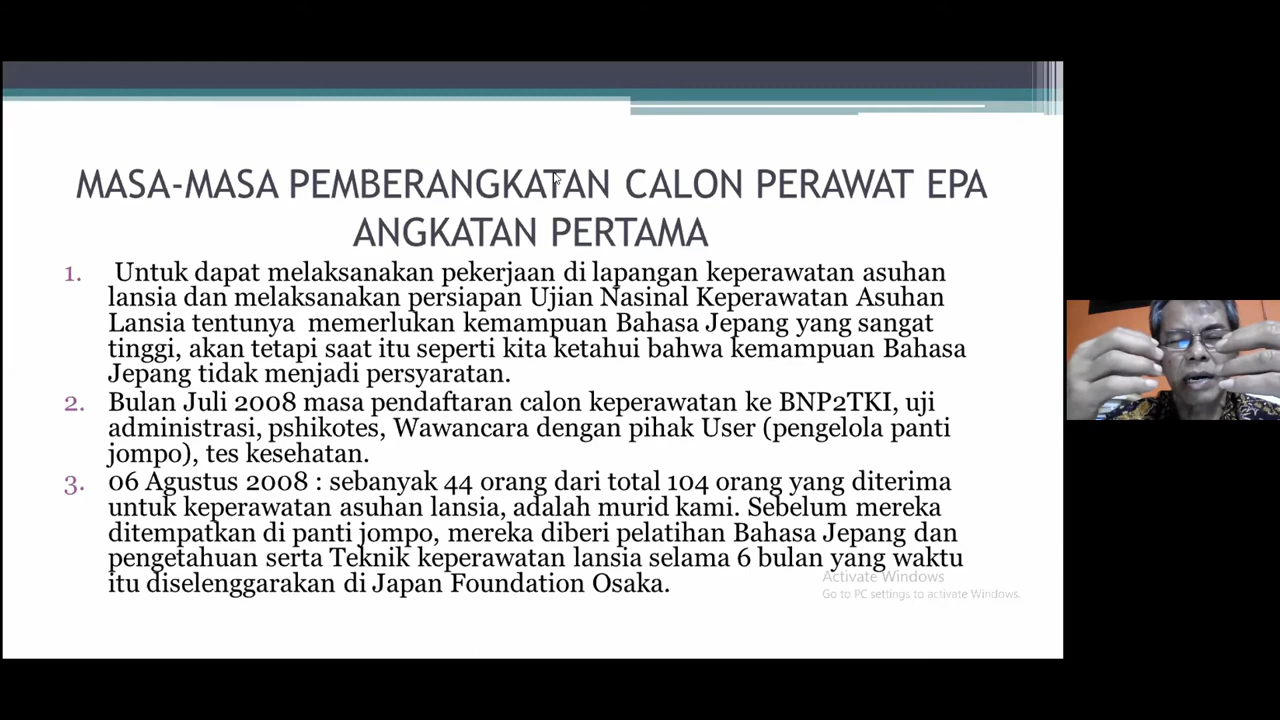 MASA-MASA PEMBERANGKATAN CALON PERAWAT EPA
ANGKATAN PERTAMA
1. Untuk dapat melaksanakan pekerjaan di lapangan keperawatan asuhan
lansia dan melaksanakan persiapan Ujian Nasinal Keperawatan Asuhan
Lansia tentunya memerlukan kemampuan Bahasa Jepang yang sangat
tinggi, akan tetapi saat itu seperti kita ketahui bahwa kemampuan Bahasa
Jepang tidak menjadi persyaratan.
2. Bulan Juli 2008 masa pendaftaran calon keperawatan ke BNP2TKI, uji
administrasi, pshikotes, Wawancara dengan pihak User (pengelola panti
jompo), tes kesehatan.
3. 06 Agustus 2008 : sebanyak 44 orang dari total 104 orang yang diterima
untuk keperawatan asuhan lansia, adalah murid kami. Sebelum mereka
ditempatkan di panti jompo, mereka diberi pelatihan Bahasa Jepang dan
pengetahuan serta Teknik keperawatan lansia selama 6 bulan yang waktu
itu diselenggarakan di Japan Foundation Osaka.
Activate Windows
Go to PC settings to activate Windows.